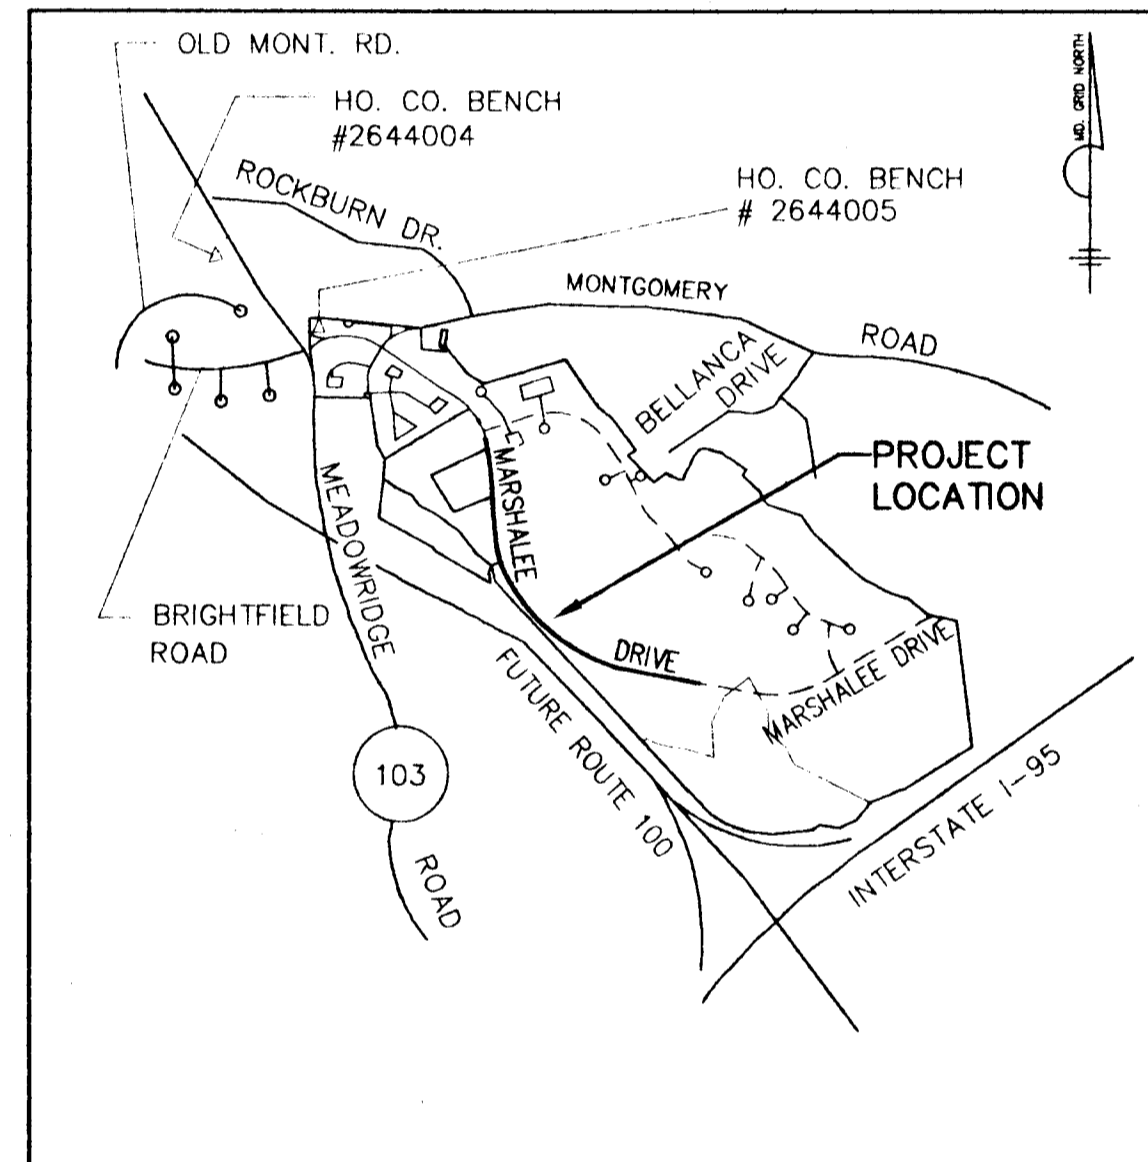 OLD MONT. RD.
HO. CO. BENCH
#2644004
MD. GRID NORTH
ROCKBURN DR.
HO. CO. BENCH
# 2644005
MONTGOMERY
ROAD
BELLANCA
DRIVE
PROJECT
LOCATION
MARSHALEE
MEADOWRIDGE
BRIGHTFIELD
ROAD
DRIVE
MARSHALEE DRIVE
FUTURE ROUTE 100
103
INTERSTATE I-95
ROAD